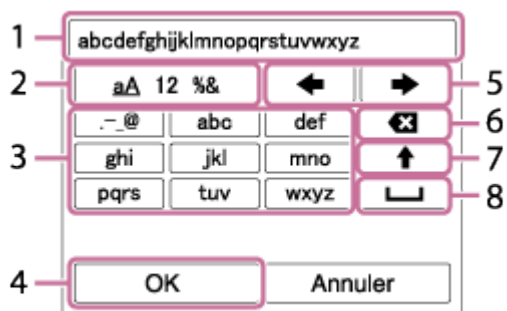 1 abcdefghijklmnopqrstuvwxyz
2 aA 12 %& 5
.-_@ abc def 6
3 ghi jkl mno 7
pqrs tuv wxyz 8
4 OK Annuler